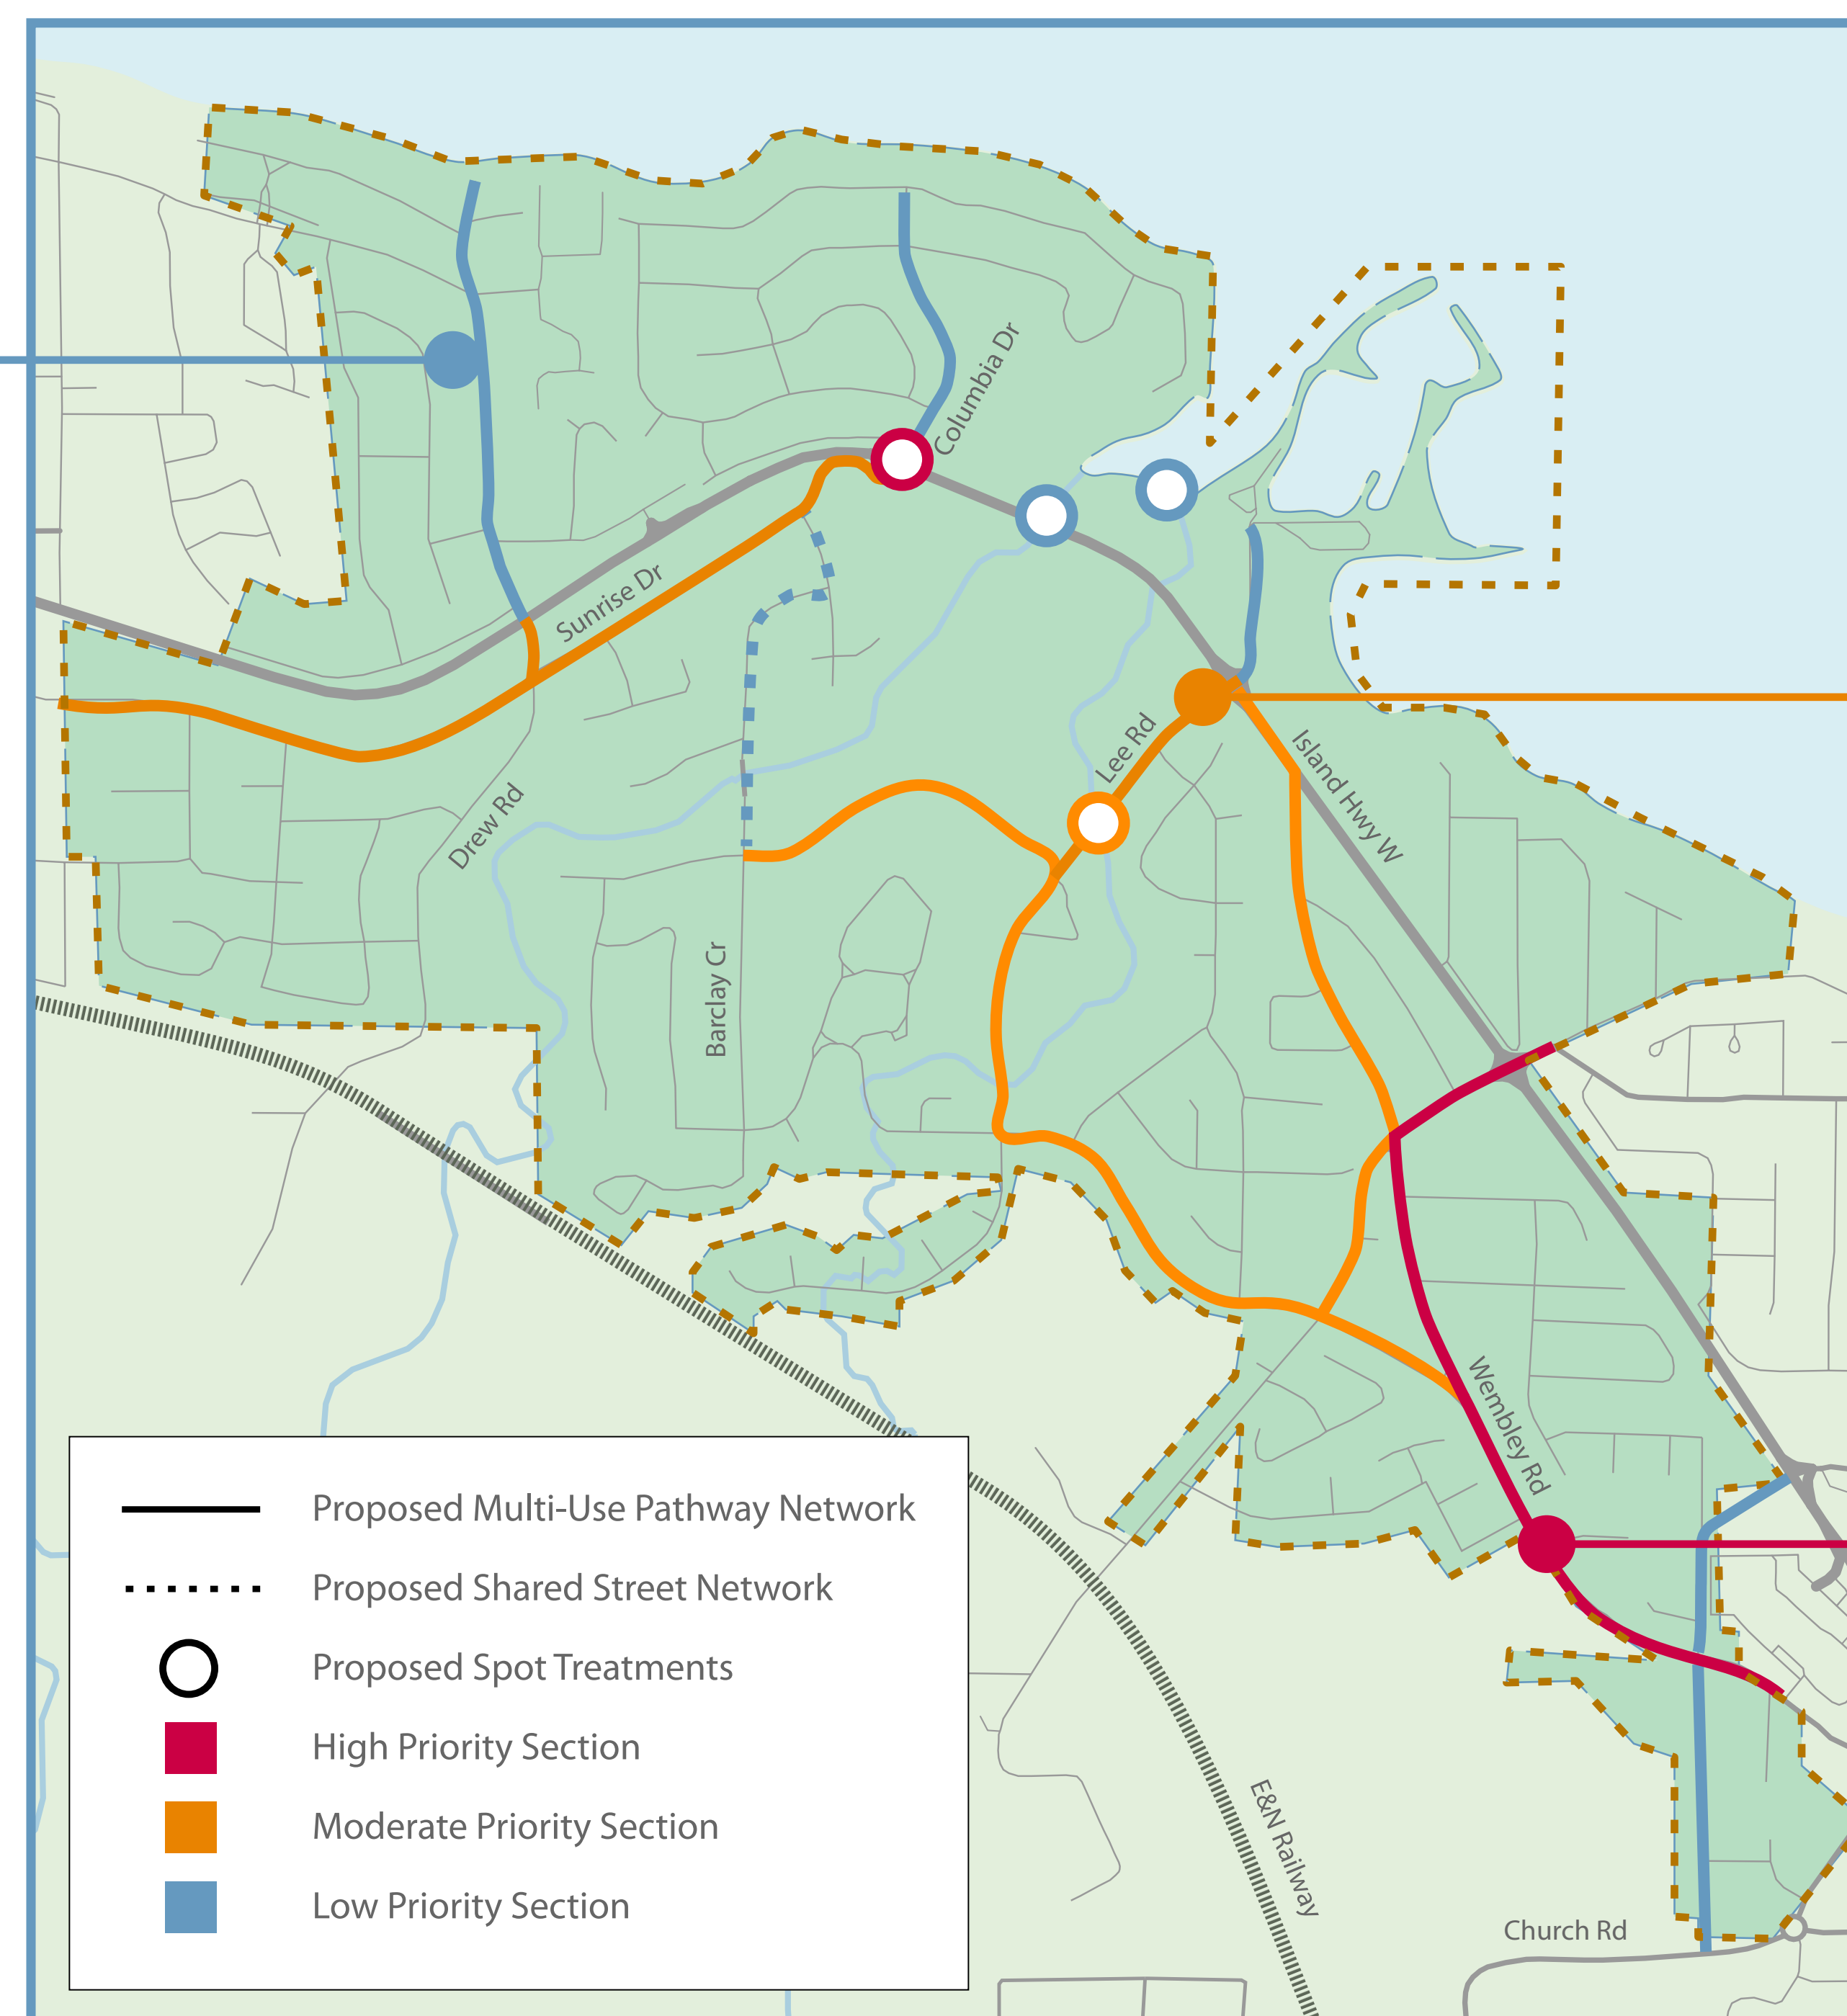 Columbia Dr
Sunrise Dr
Lee Rd
Island Hwy W
Drew Rd
Barclay Cr
Wembley Rd
E&N Railway
Church Rd
Proposed Multi-Use Pathway Network
Proposed Shared Street Network
Proposed Spot Treatments
High Priority Section
Moderate Priority Section
Low Priority Section